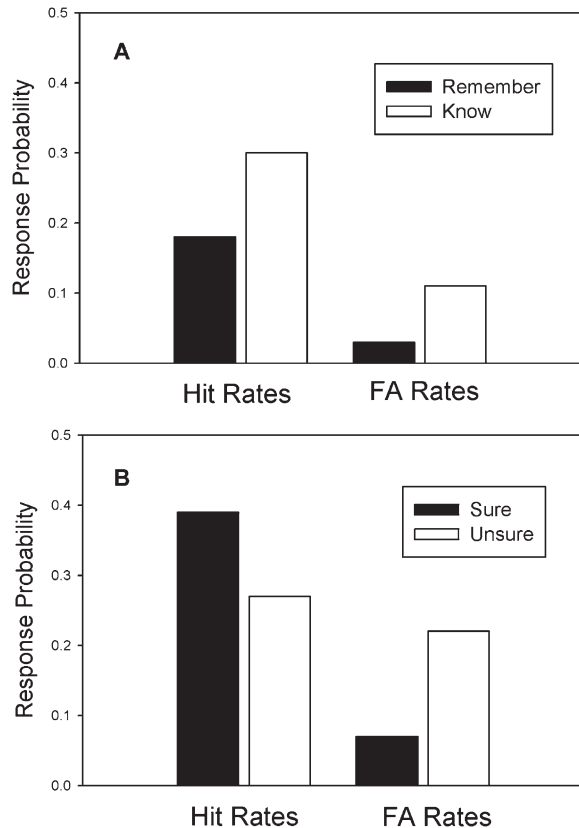 0.5
A
Remember
Know
0.4
0.3
0.2
0.1
0.0
Response Probability
Hit Rates
FA Rates
0.5
B
Sure
Unsure
0.4
0.3
0.2
0.1
0.0
Response Probability
Hit Rates
FA Rates